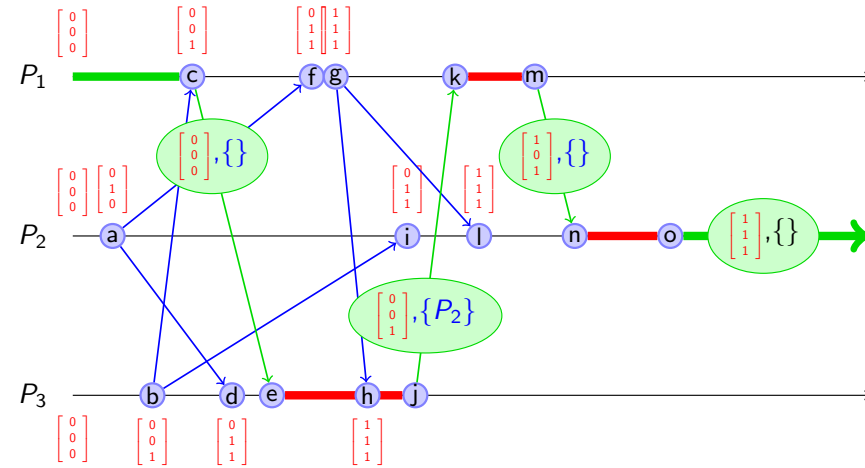 [0 0 0] [0 0 1] [0 1 1] [1 1 1]
P1 c f g k m
[0 0 0], {} [1 0 1], {}
[0 0 0] [0 1 0] [0 1 1] [1 1 1]
P2 a i l n o [1 1 1], {}
[0 0 1], {P2}
P3 b d e h j
[0 0 0] [0 0 1] [0 1 1] [1 1 1]